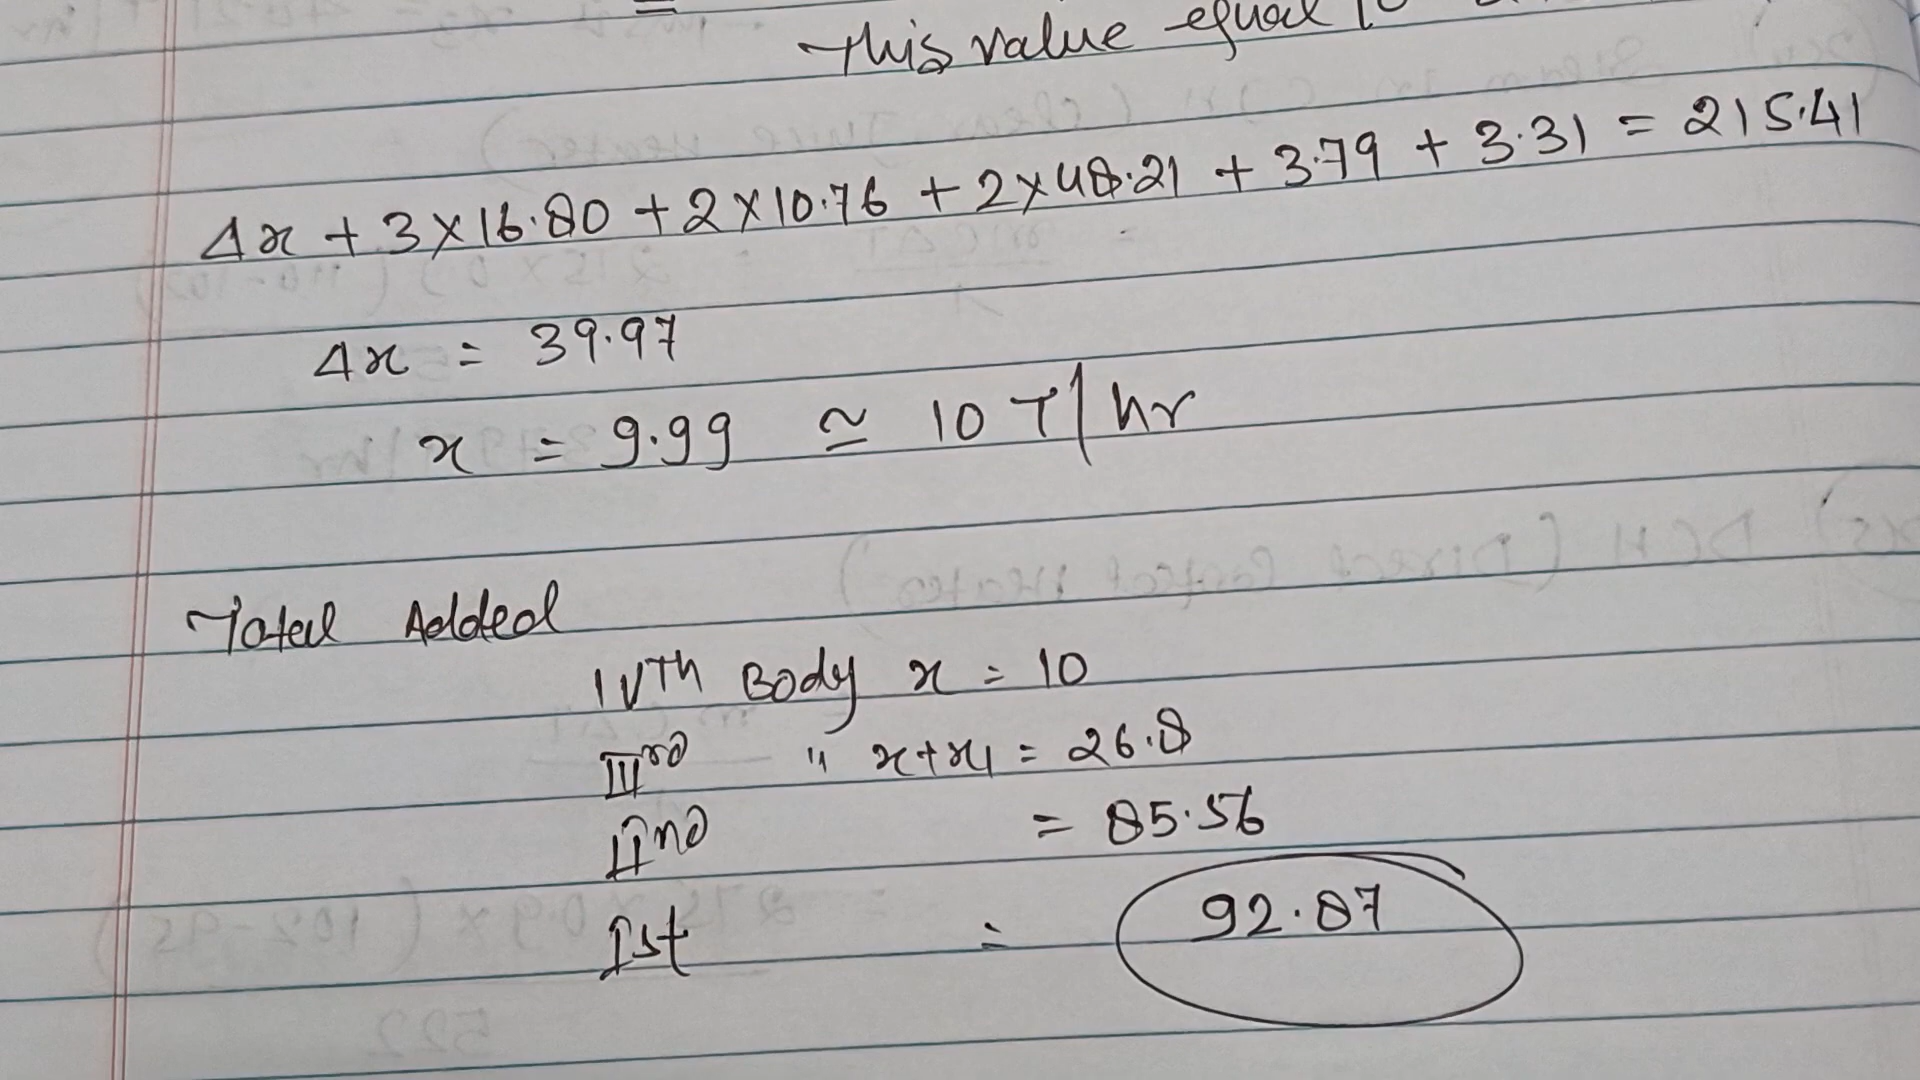 This value equal to
4x + 3×16.80 + 2×10.76 + 2×48.21 + 3.79 + 3.31 = 215.41
4x = 39.97
x = 9.99 ≃ 10 T/hr
Total Added
IVTh Body x = 10
IIIrd " x+x1 = 26.8
IInd = 85.56
Ist = 92.87